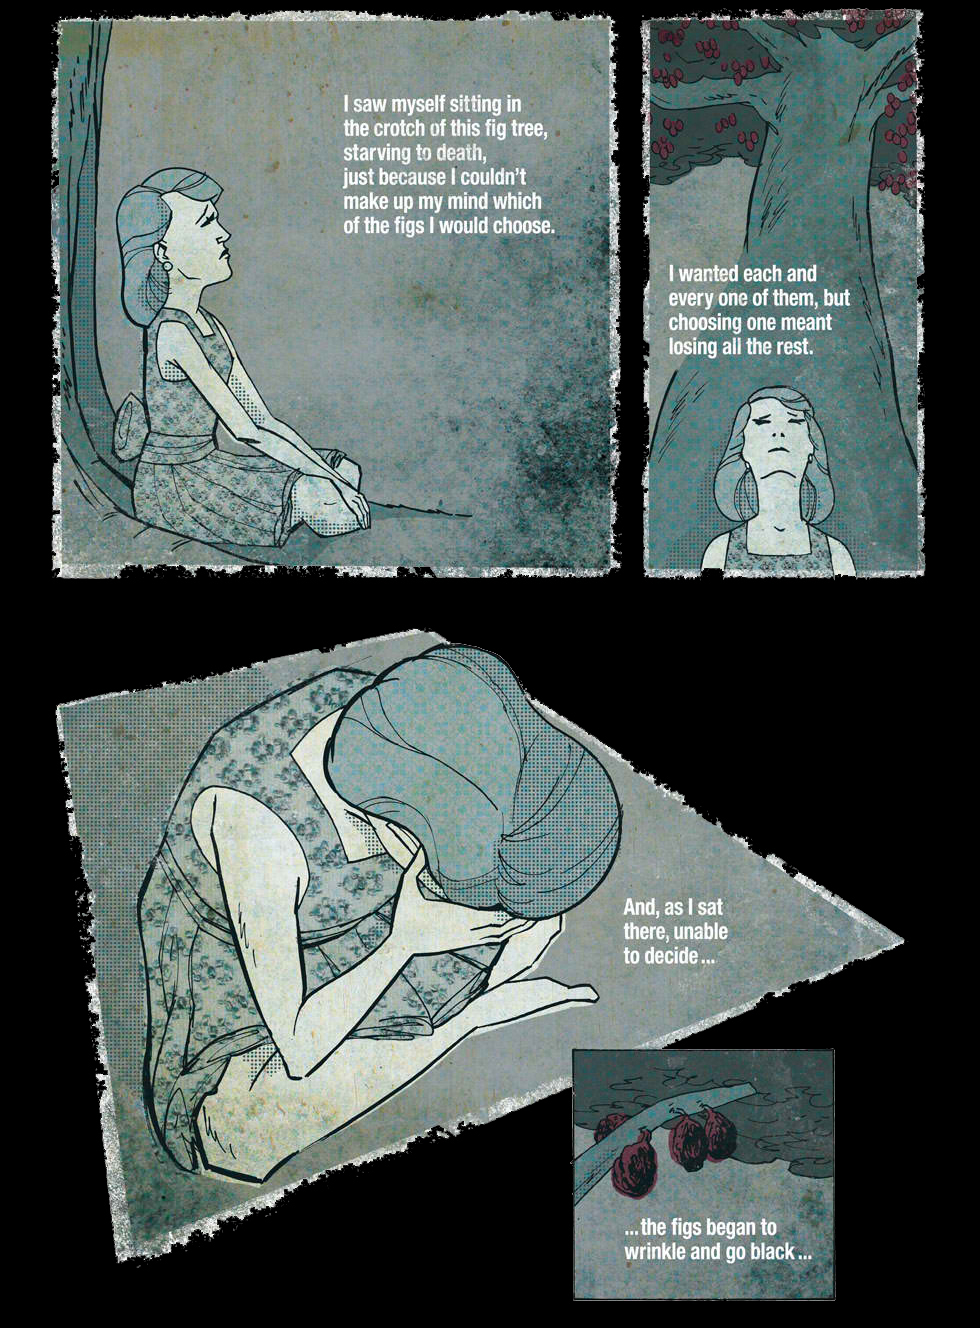 I saw myself sitting in
the crotch of this fig tree,
starving to death,
just because I couldn't
make up my mind which
of the figs I would choose.
I wanted each and
every one of them, but
choosing one meant
losing all the rest.
And, as I sat
there, unable
to decide...
...the figs began to
wrinkle and go black...